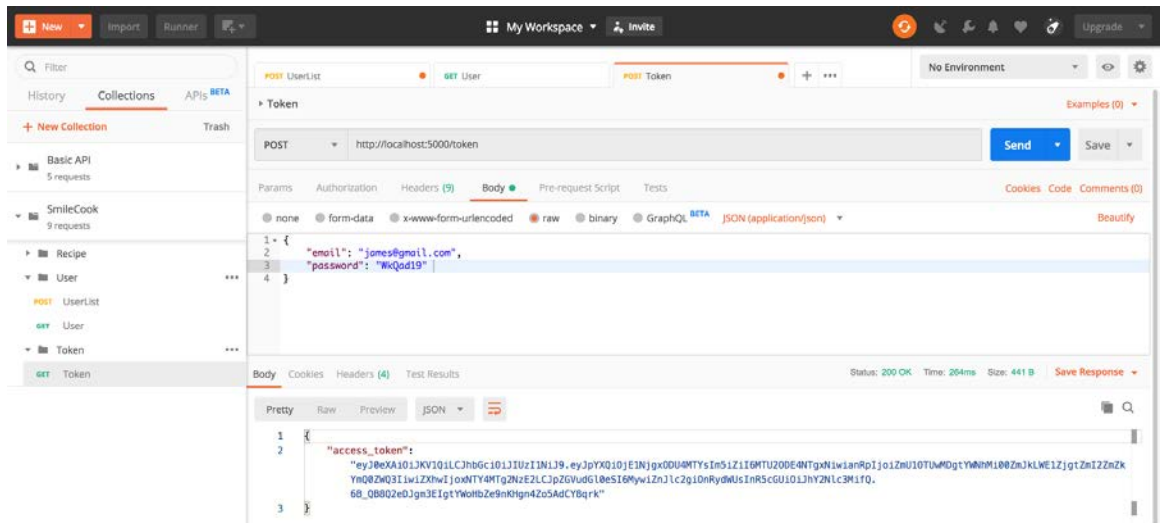 New Import Runner My Workspace Invite Upgrade
Filter
History Collections APIs BETA
+ New Collection Trash
Basic API
5 requests
SmileCook
9 requests
Recipe
User
POST UserList
GET User
Token
GET Token
POST UserList GET User POST Token + ••• No Environment
Token Examples (0)
POST http://localhost:5000/token Send Save
Params Authorization Headers (9) Body Pre-request Script Tests Cookies Code Comments (0)
none form-data x-www-form-urlencoded raw binary GraphQL BETA JSON (application/json) Beautify
1 {
2 "email": "james@gmail.com",
3 "password": "WkQad19"
4 }
Body Cookies Headers (4) Test Results Status: 200 OK Time: 264ms Size: 441 B Save Response
Pretty Raw Preview JSON
1 {
2 "access_token":
3 }